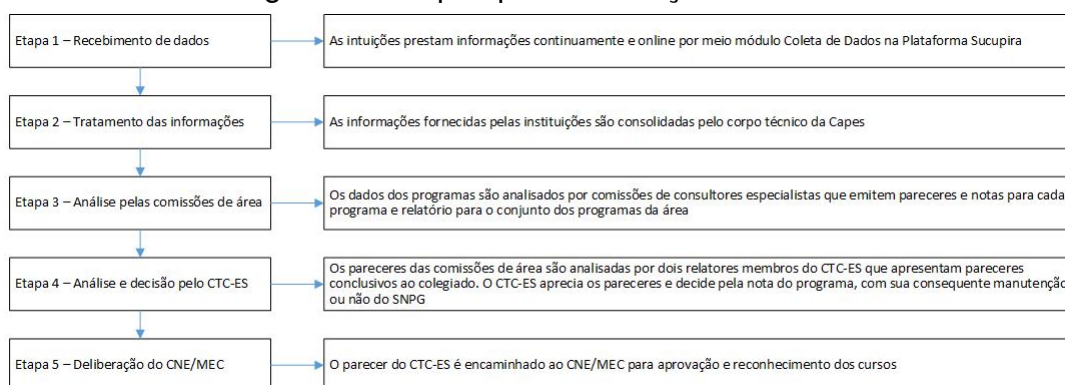 Etapa 1 – Recebimento de dados
As intuições prestam informações continuamente e online por meio módulo Coleta de Dados na Plataforma Sucupira
Etapa 2 – Tratamento das informações
As informações fornecidas pelas instituições são consolidadas pelo corpo técnico da Capes
Etapa 3 – Análise pelas comissões de área
Os dados dos programas são analisados por comissões de consultores especialistas que emitem pareceres e notas para cada
programa e relatório para o conjunto dos programas da área
Etapa 4 – Análise e decisão pelo CTC-ES
Os pareceres das comissões de área são analisadas por dois relatores membros do CTC-ES que apresentam pareceres
conclusivos ao colegiado. O CTC-ES aprecia os pareceres e decide pela nota do programa, com sua consequente manutenção
ou não do SNPG
Etapa 5 – Deliberação do CNE/MEC
O parecer do CTC-ES é encaminhado ao CNE/MEC para aprovação e reconhecimento dos cursos